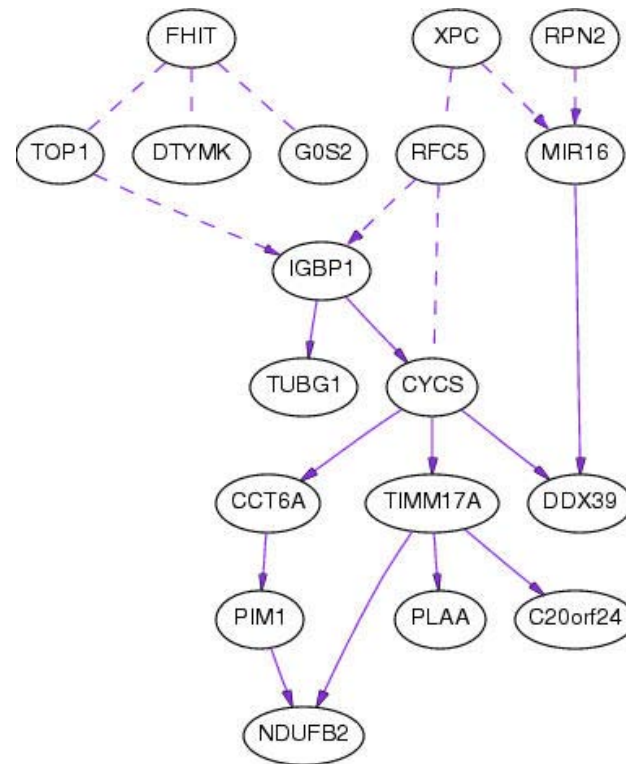 FHIT
XPC
RPN2
TOP1
DTYMK
G0S2
RFC5
MIR16
IGBP1
TUBG1
CYCS
CCT6A
TIMM17A
DDX39
PIM1
PLAA
C20orf24
NDUFB2